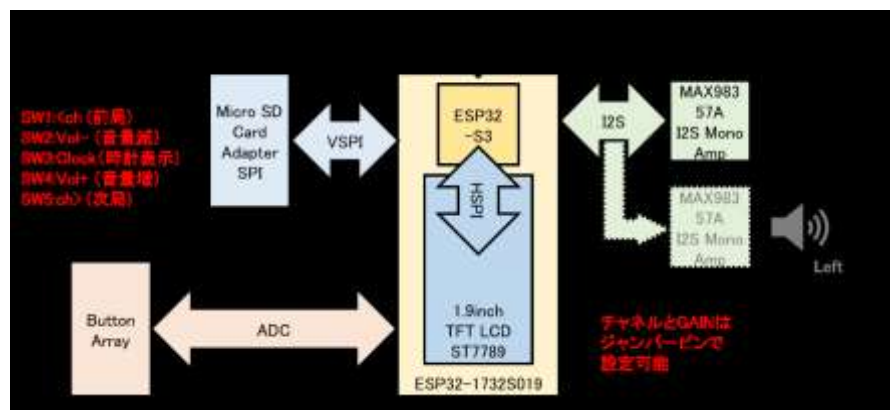 SW1:<ch (前局)
SW2:Vol- (音量減)
SW3:Clock (時計表示)
SW4:Vol+ (音量増)
SW5:ch> (次局)
Micro SD
Card
Adapter
SPI
VSPI
ESP32
-S3
HSPI
1.9inch
TFT LCD
ST7789
ESP32-1732S019
I2S
MAX983
57A
I2S Mono
Amp
MAX983
57A
I2S Mono
Amp
Left
Button
Array
ADC
チャネルとGAINは
ジャンパーピンで
設定可能